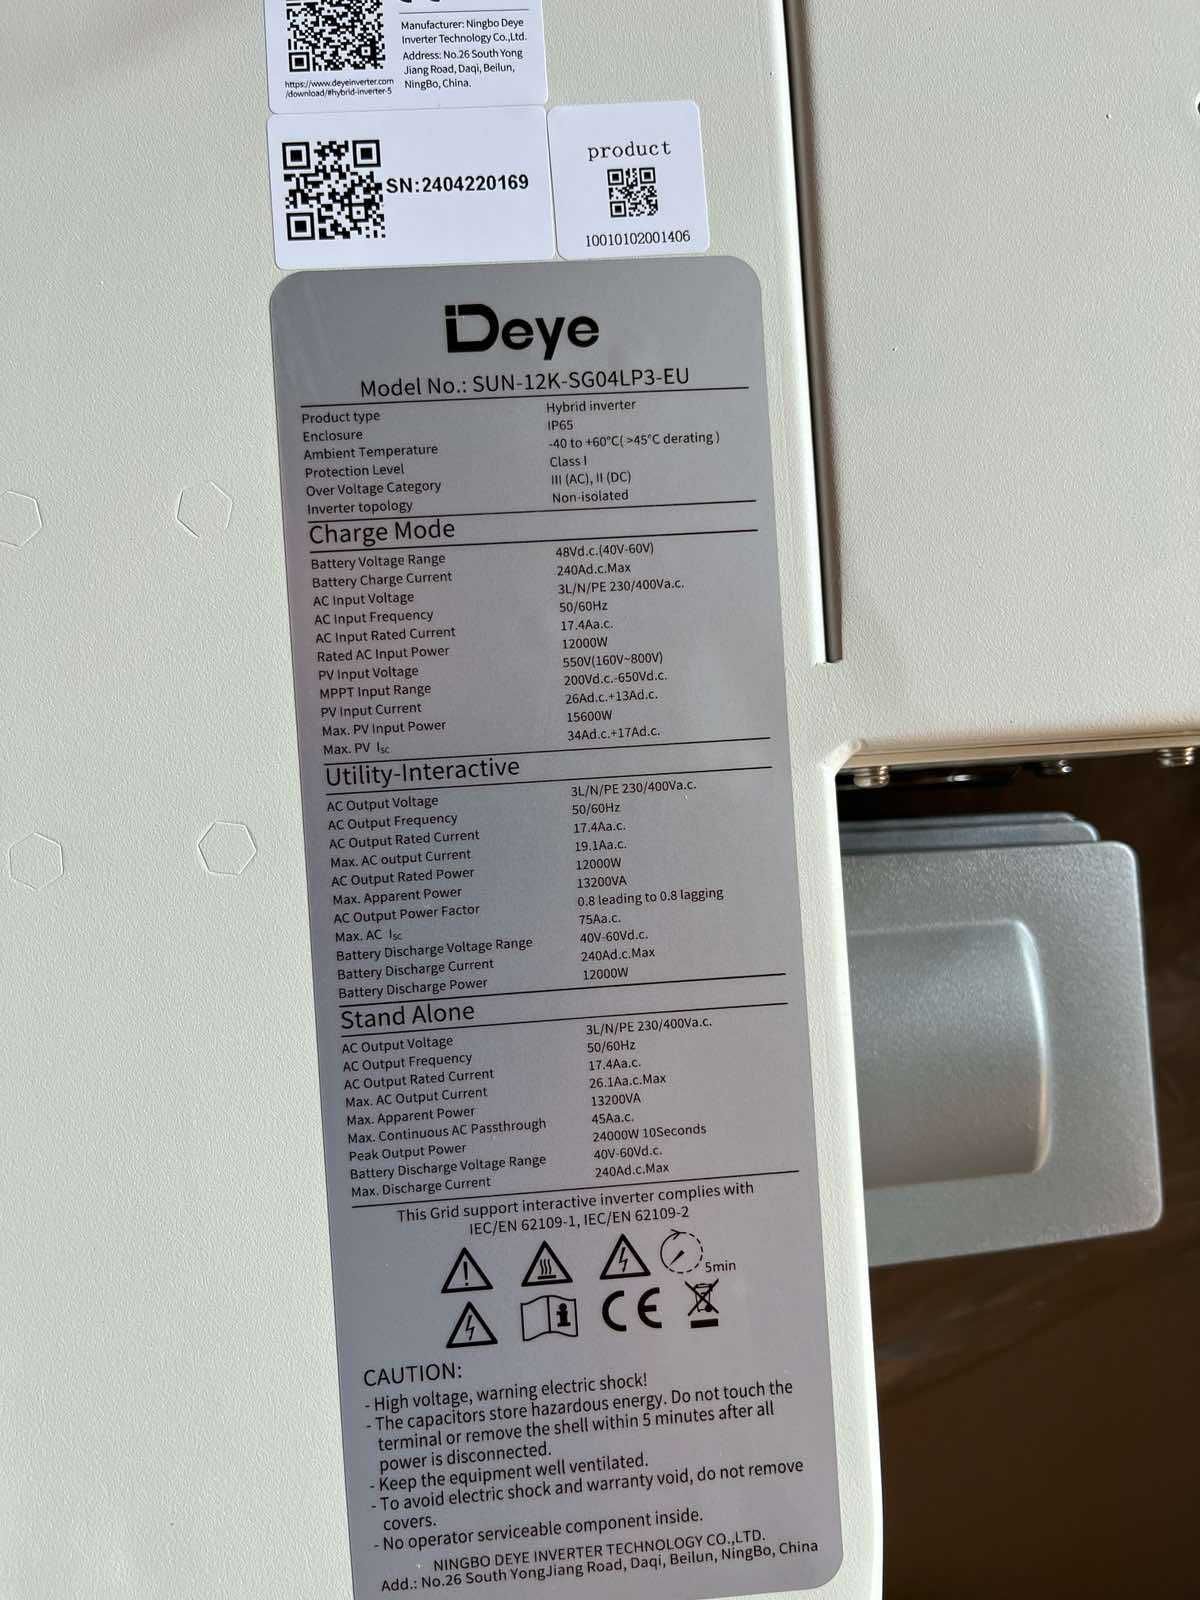 Manufacturer: Ningbo Deye
Inverter Technology Co.,Ltd.
Address: No.26 South Yong
Jiang Road, Daqi, Beilun,
NingBo, China.
https://www.deyeinverter.com
/download/#hybrid-inverter-5
SN:2404220169
product
10010102001406
Deye
Model No.: SUN-12K-SG04LP3-EU
Product type Hybrid inverter
Enclosure IP65
Ambient Temperature -40 to +60°C( >45°C derating )
Protection Level Class I
Over Voltage Category III (AC), II (DC)
Inverter topology Non-isolated
Charge Mode
Battery Voltage Range 48Vd.c.(40V-60V)
Battery Charge Current 240Ad.c.Max
AC Input Voltage 3L/N/PE 230/400Va.c.
AC Input Frequency 50/60Hz
AC Input Rated Current 17.4Aa.c.
Rated AC Input Power 12000W
PV Input Voltage 550V(160V~800V)
MPPT Input Range 200Vd.c.-650Vd.c.
PV Input Current 26Ad.c.+13Ad.c.
Max. PV Input Power 15600W
Max. PV Isc 34Ad.c.+17Ad.c.
Utility-Interactive
AC Output Voltage 3L/N/PE 230/400Va.c.
AC Output Frequency 50/60Hz
AC Output Rated Current 17.4Aa.c.
Max. AC output Current 19.1Aa.c.
AC Output Rated Power 12000W
Max. Apparent Power 13200VA
AC Output Power Factor 0.8 leading to 0.8 lagging
Max. AC Isc 75Aa.c.
Battery Discharge Voltage Range 40V-60Vd.c.
Battery Discharge Current 240Ad.c.Max
Battery Discharge Power 12000W
Stand Alone
AC Output Voltage 3L/N/PE 230/400Va.c.
AC Output Frequency 50/60Hz
AC Output Rated Current 17.4Aa.c.
Max. AC Output Current 26.1Aa.c.Max
Max. Apparent Power 13200VA
Max. Continuous AC Passthrough 45Aa.c.
Peak Output Power 24000W 10Seconds
Battery Discharge Voltage Range 40V-60Vd.c.
Max. Discharge Current 240Ad.c.Max
This Grid support interactive inverter complies with
IEC/EN 62109-1, IEC/EN 62109-2
5min
CE
CAUTION:
- High voltage, warning electric shock!
- The capacitors store hazardous energy. Do not touch the
terminal or remove the shell within 5 minutes after all
power is disconnected.
- Keep the equipment well ventilated.
- To avoid electric shock and warranty void, do not remove
covers.
- No operator serviceable component inside.
NINGBO DEYE INVERTER TECHNOLOGY CO.,LTD.
Add.: No.26 South YongJiang Road, Daqi, Beilun, NingBo, China